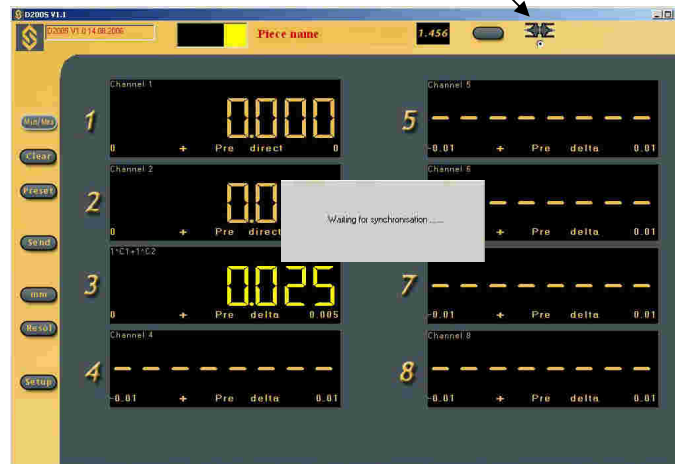 D200S V1.1
D200S V1.0 14.08.2006
Piece name
1.456
Min/Max
Clear
Preset
Send
mm
Resol
Setup
Channel 1
1
0.000
0 + Pre direct 0
Channel 2
2
0.0
0 + Pre direct
1*C1+1*C2
3
0.025
0 + Pre delta 0.005
Channel 4
4
- - - - - - -
-0.01 + Pre delta 0.01
Channel 5
5
- - - - - - -
-0.01 + Pre delta 0.01
Channel 6
- - - - - -
Pre delta 0.01
Waiting for synchronisation ......
7
- - - - - - -
-0.01 + Pre delta 0.01
Channel 8
8
- - - - - - -
-0.01 + Pre delta 0.01